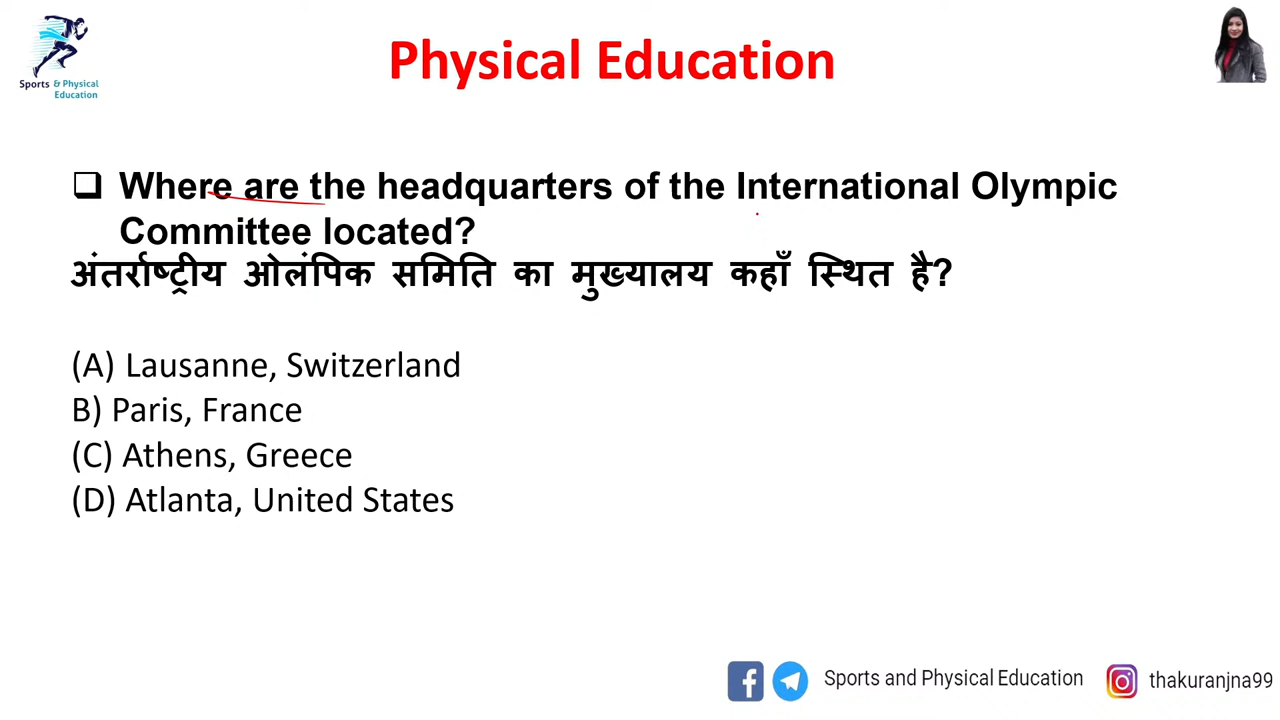 Sports & Physical
Education
Physical Education
Where are the headquarters of the International Olympic
Committee located?
अंतर्राष्ट्रीय ओलंपिक समिति का मुख्यालय कहाँ स्थित है?
(A) Lausanne, Switzerland
B) Paris, France
(C) Athens, Greece
(D) Atlanta, United States
Sports and Physical Education thakuranjna99